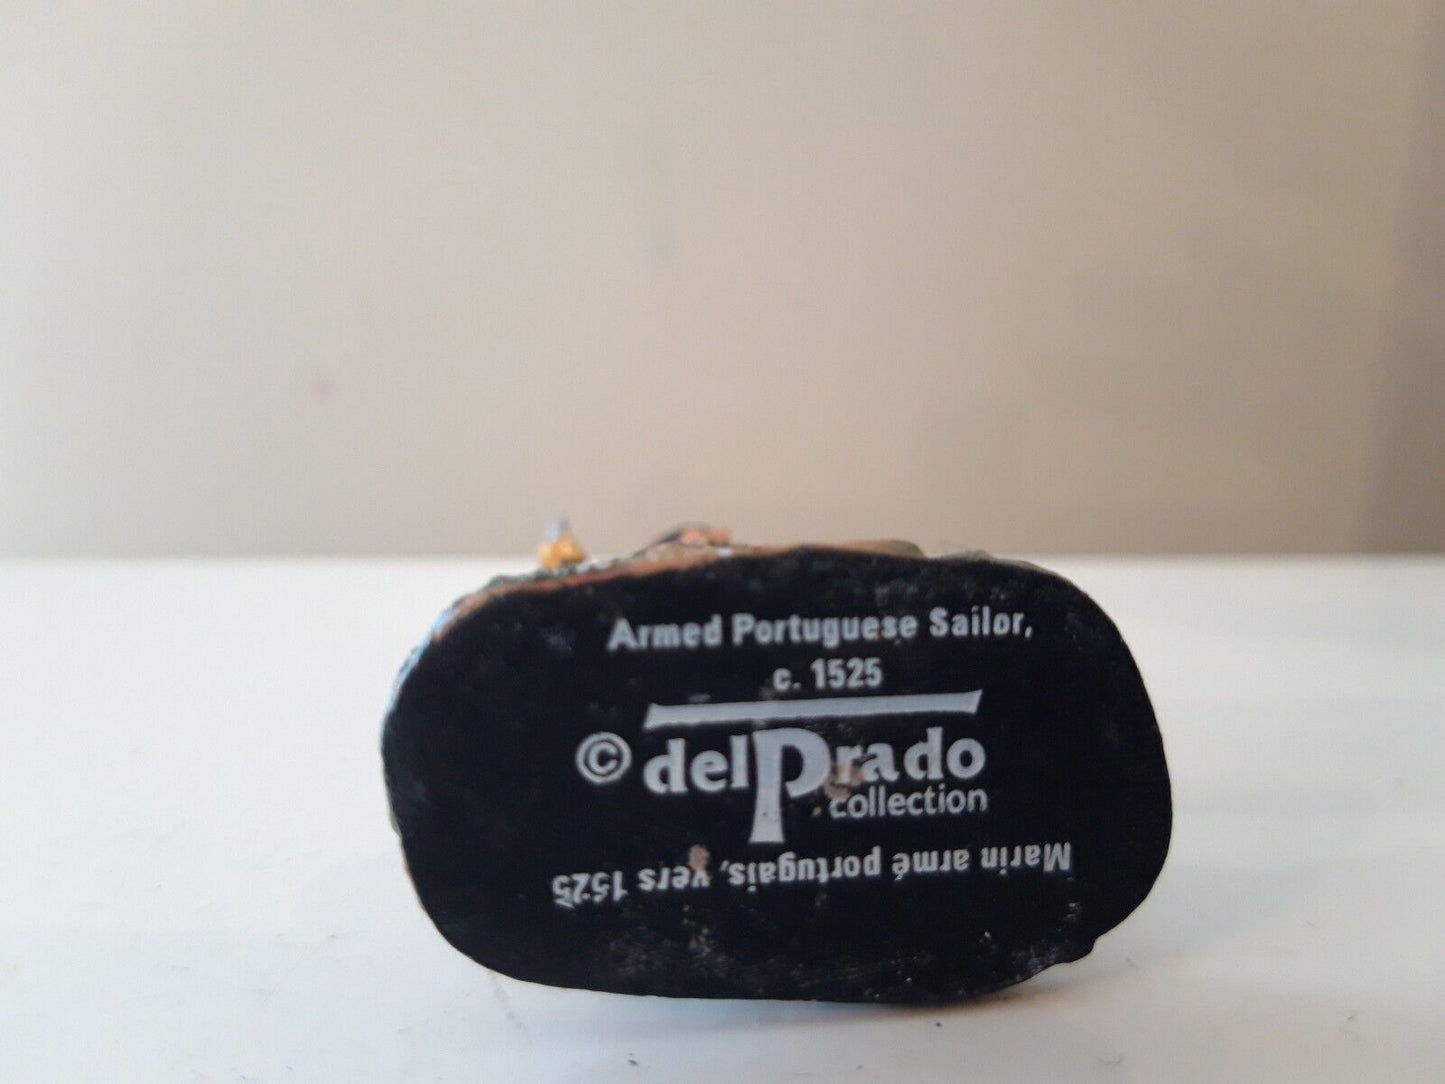 Armed Portuguese Sailor,
c. 1525
© delPrado
collection
Marin armé portugais, vers 1525